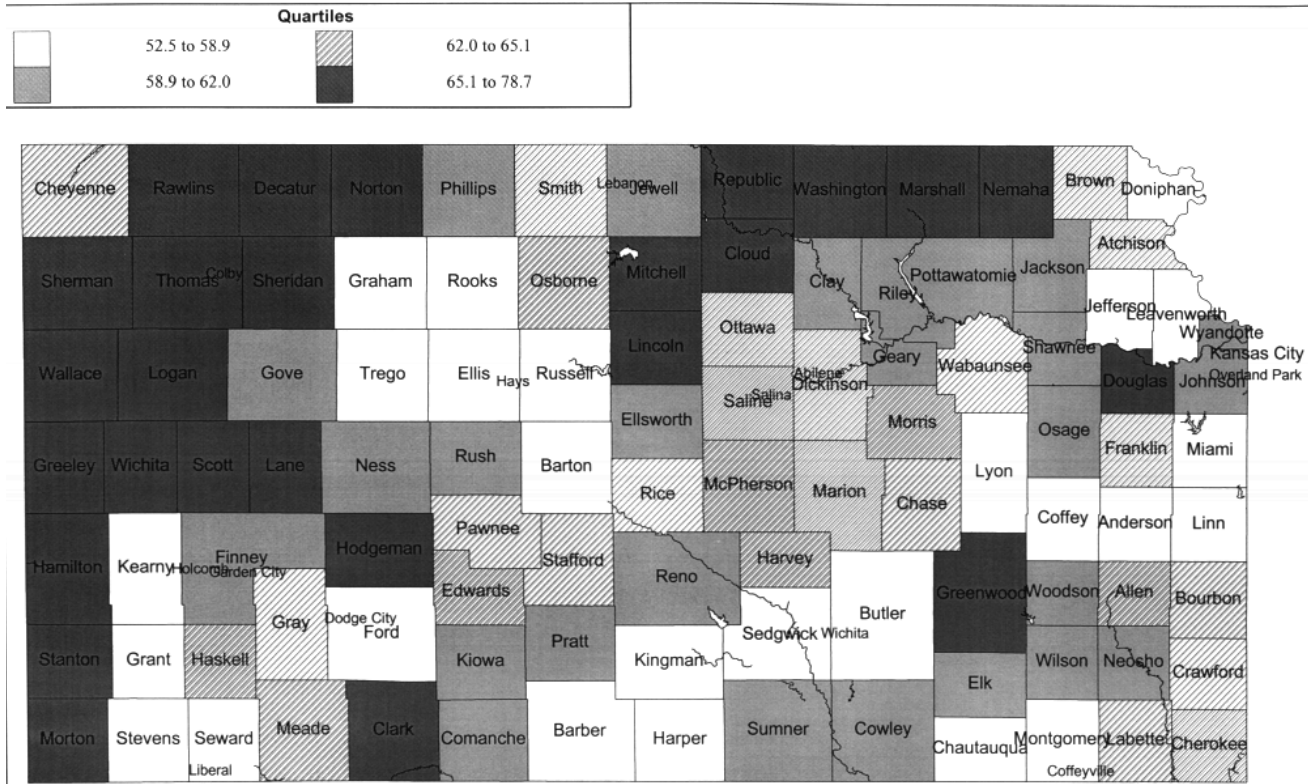 Quartiles
52.5 to 58.9 62.0 to 65.1
58.9 to 62.0 65.1 to 78.7
Cheyenne Rawlins Decatur Norton Phillips Smith Lebanon Jewell Republic Washington Marshall Nemaha Brown Doniphan
Sherman Thomas Colby Sheridan Graham Rooks Osborne Mitchell Cloud Clay Riley Pottawatomie Jackson Atchison
Jefferson Leavenworth
Wyandotte
Ottawa
Wallace Logan Gove Trego Ellis Hays Russell Lincoln Geary Wabaunsee Shawnee Kansas City
Abilene Overland Park
Saline Salina Dickinson Douglas Johnson
Ellsworth Morris Osage Franklin Miami
Greeley Wichita Scott Lane Ness Rush Barton Lyon
Rice McPherson Marion Chase
Pawnee Coffey Anderson Linn
Hamilton Kearny Holcomb Finney Garden City Hodgeman Stafford Harvey
Edwards Reno Greenwood Woodson Allen Bourbon
Gray Dodge City Ford Butler
Stanton Grant Haskell Kiowa Pratt Kingman Sedgwick Wichita Wilson Neosho Crawford
Elk
Morton Stevens Seward Meade Clark Comanche Barber Harper Sumner Cowley Chautauqua Montgomery Labette Cherokee
Liberal Coffeyville